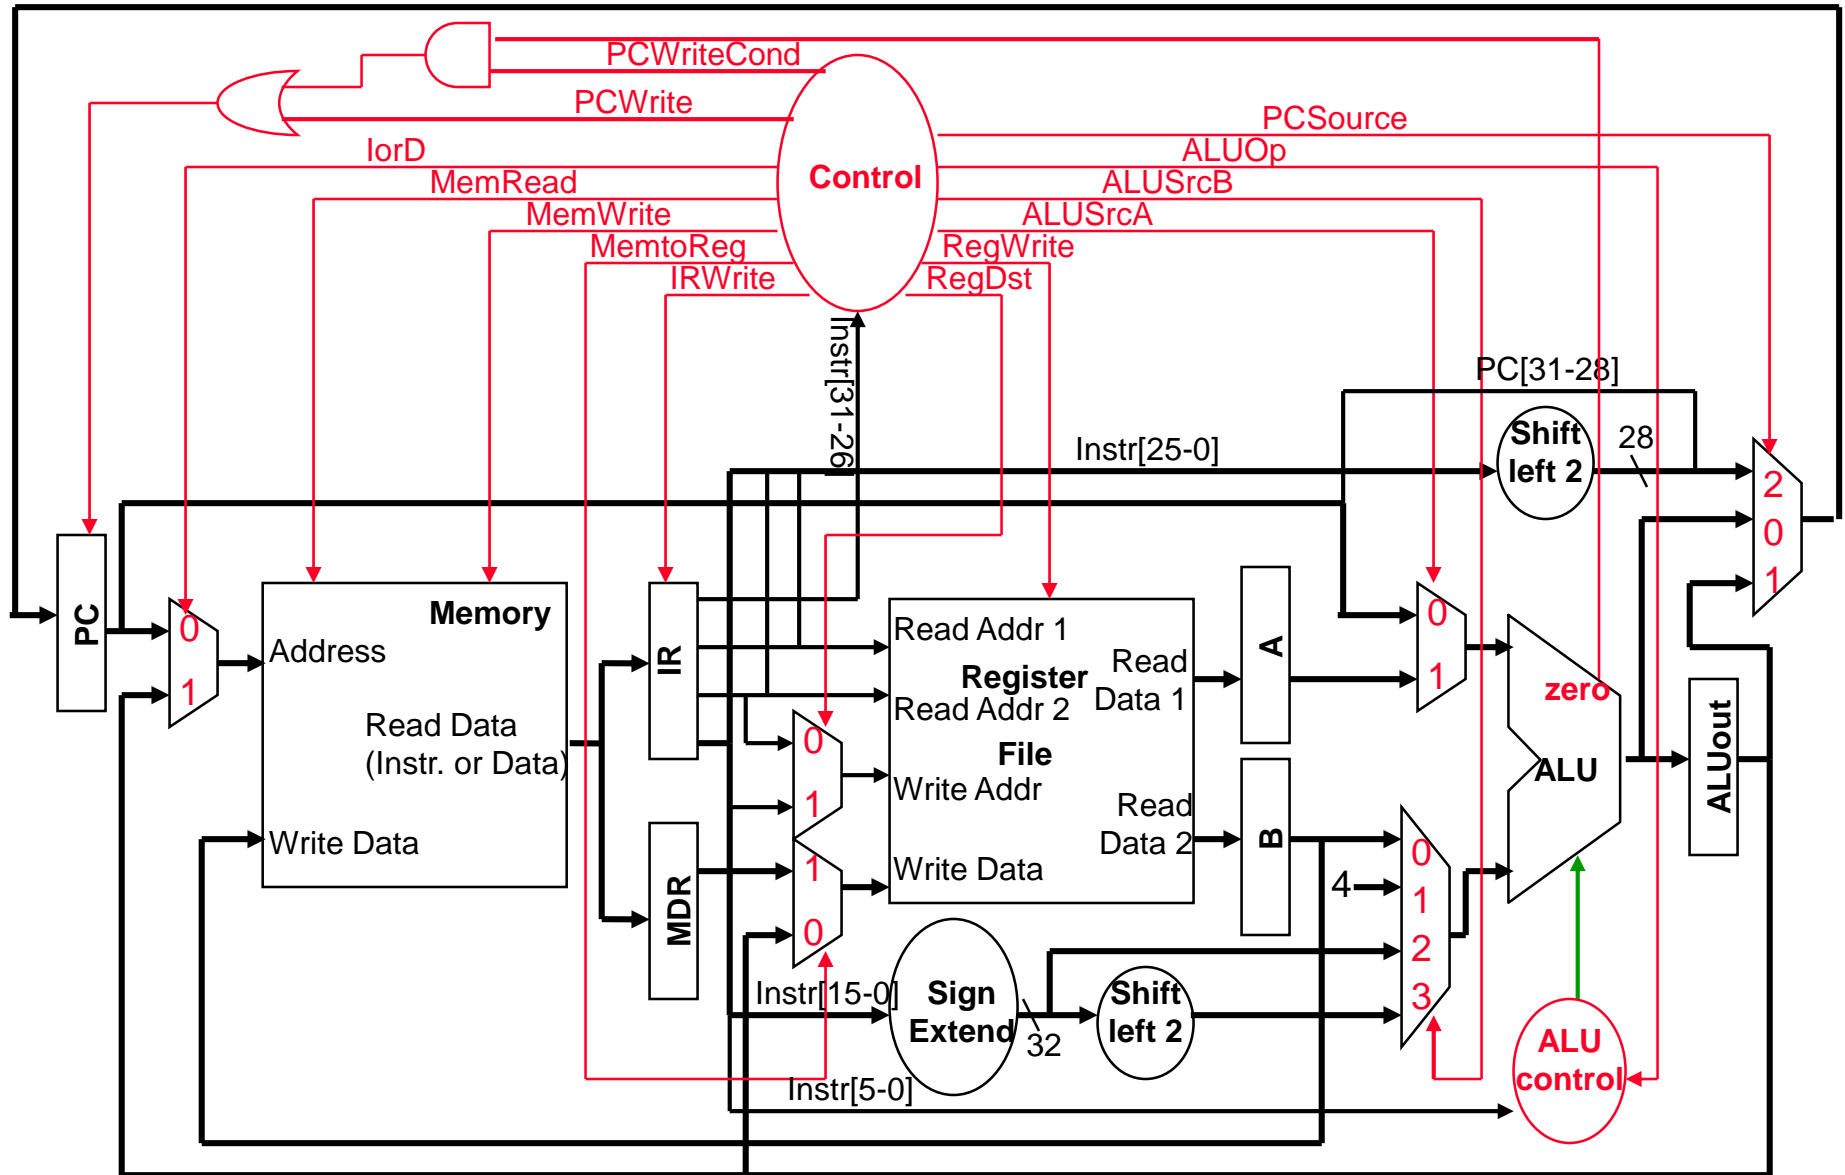 PCWriteCond
PCWrite
PCSource
IorD
ALUOp
Control
MemRead
ALUSrcB
MemWrite
ALUSrcA
MemtoReg
RegWrite
IRWrite
RegDst
Instr[31-26]
PC[31-28]
Instr[25-0]
Shift
left 2
28
2
0
1
PC
0
1
Memory
Address
Read Data
(Instr. or Data)
Write Data
IR
MDR
0
1
1
0
Read Addr 1
Register
Read Addr 2
File
Write Addr
Write Data
Read
Data 1
Read
Data 2
A
B
0
1
4
0
1
2
3
zero
ALU
ALUout
Instr[15-0]
Sign
Extend
32
Shift
left 2
ALU
control
Instr[5-0]